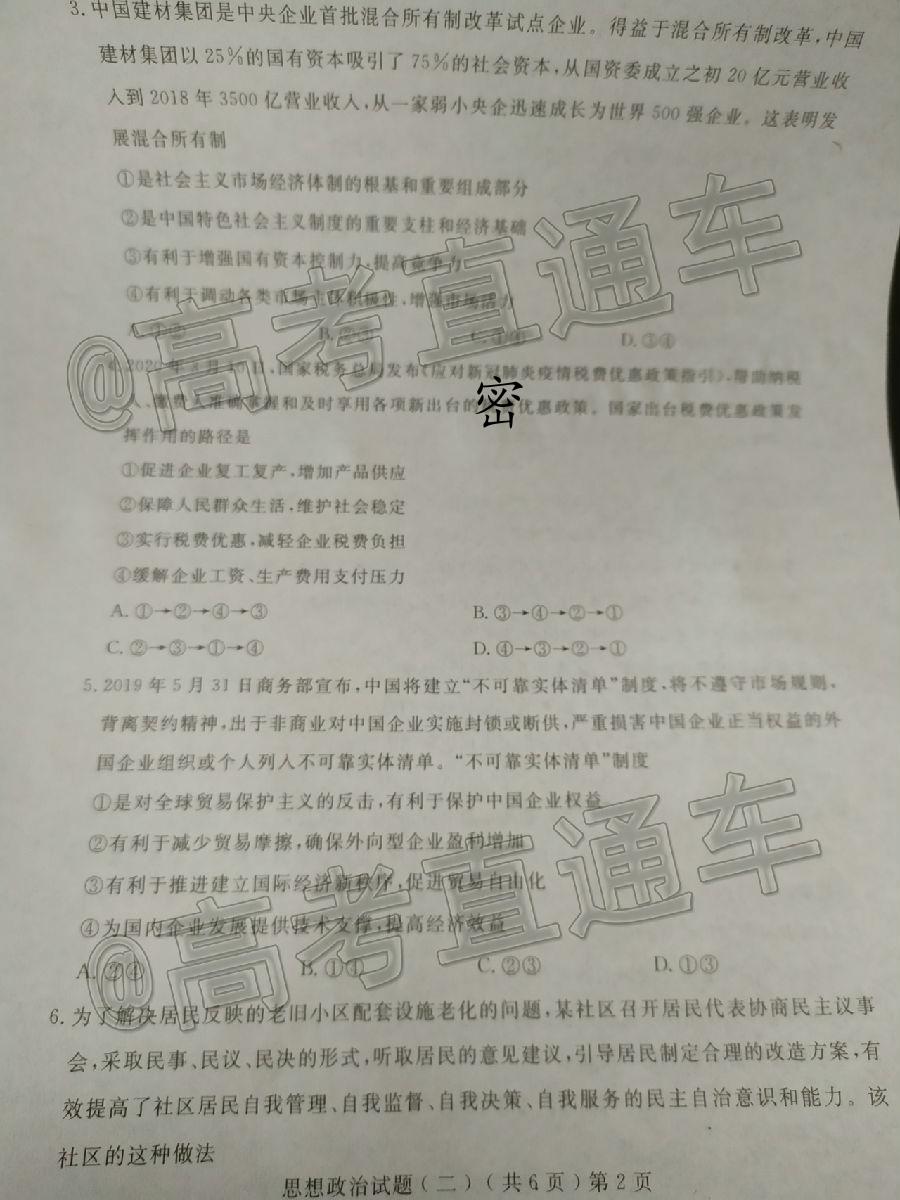 3.中国建材集团是中央企业首批混合所有制改革试点企业。得益于混合所有制改革,中国
建材集团以25%的国有资本吸引了75%的社会资本,从国资委成立之初20亿元营业收
入到2018年3500亿营业收入,从一家弱小央企迅速成长为世界500强企业。这表明发
展混合所有制
①是社会主义市场经济体制的根基和重要组成部分
②是中国特色社会主义制度的重要支柱和经济基础
③有利于增强国有资本控制力,提高竞争力
④有利于调动各类市场主体积极性,增强市场活力
A.①② B.②③ C.①④ D.③④
4.2020年3月10日,国家税务总局发布《应对新冠肺炎疫情税费优惠政策指引》,帮助纳税
人、缴费人准确掌握和及时享用各项新出台的 优惠政策。国家出台税费优惠政策发
挥作用的路径是
①促进企业复工复产,增加产品供应
②保障人民群众生活,维护社会稳定
③实行税费优惠,减轻企业税费负担
④缓解企业工资、生产费用支付压力
A.①→②→④→③ B.③→④→②→①
C.②→③→①→④ D.④→③→②→①
5.2019年5月31日商务部宣布,中国将建立“不可靠实体清单”制度,将不遵守市场规则、
背离契约精神,出于非商业对中国企业实施封锁或断供,严重损害中国企业正当权益的外
国企业组织或个人列入不可靠实体清单。“不可靠实体清单”制度
①是对全球贸易保护主义的反击,有利于保护中国企业权益
②有利于减少贸易摩擦,确保外向型企业盈利增加
③有利于推进建立国际经济新秩序,促进贸易自由化
④为国内企业发展提供技术支撑,提高经济效益
A.②④ B.①④ C.②③ D.①③
6.为了解决居民反映的老旧小区配套设施老化的问题,某社区召开居民代表协商民主议事
会,采取民事、民议、民决的形式,听取居民的意见建议,引导居民制定合理的改造方案,有
效提高了社区居民自我管理、自我监督、自我决策、自我服务的民主自治意识和能力。该
社区的这种做法
思想政治试题(二)(共6页)第2页
@高考直通车
密
@高考直通车